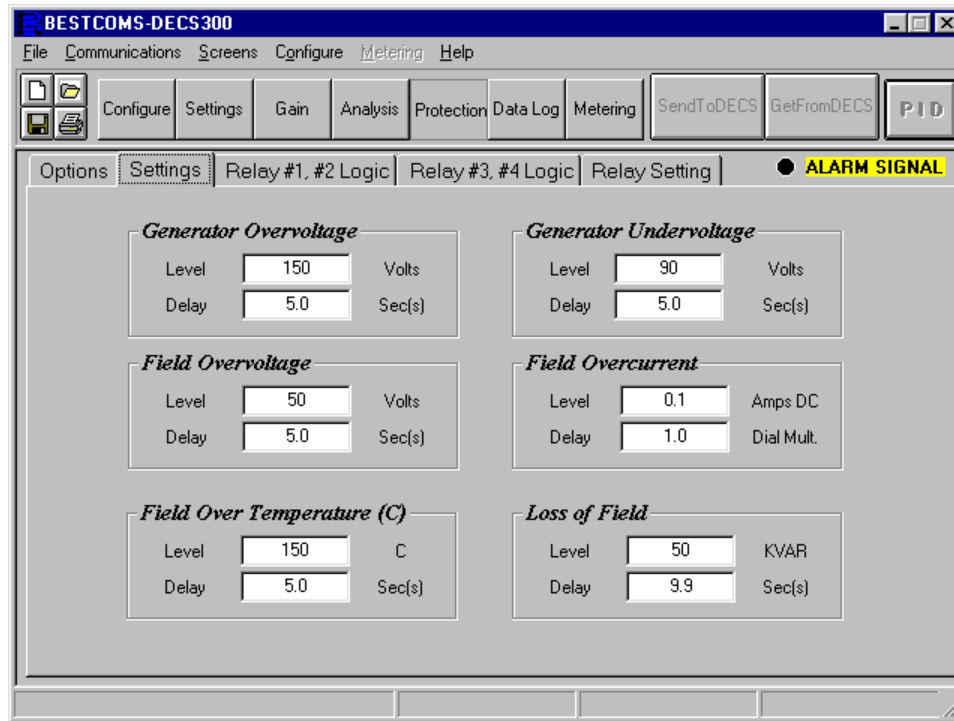 BESTCOMS-DECS300
File Communications Screens Configure Metering Help
Configure Settings Gain Analysis Protection Data Log Metering SendToDECS GetFromDECS PID
Options Settings Relay #1, #2 Logic Relay #3, #4 Logic Relay Setting ALARM SIGNAL
Generator Overvoltage
Level 150 Volts
Delay 5.0 Sec(s)
Generator Undervoltage
Level 90 Volts
Delay 5.0 Sec(s)
Field Overvoltage
Level 50 Volts
Delay 5.0 Sec(s)
Field Overcurrent
Level 0.1 Amps DC
Delay 1.0 Dial Mult.
Field Over Temperature (C)
Level 150 C
Delay 5.0 Sec(s)
Loss of Field
Level 50 KVAR
Delay 9.9 Sec(s)